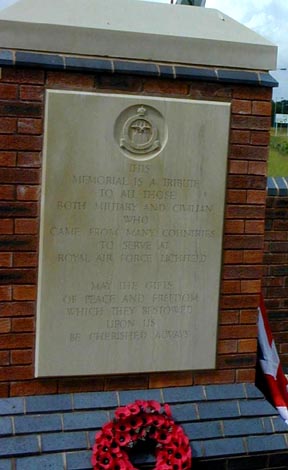 THIS
MEMORIAL IS A TRIBUTE
TO ALL THOSE
BOTH MILITARY AND CIVILIAN
WHO
CAME FROM MANY COUNTRIES
TO SERVE AT
ROYAL AIR FORCE LICHFIELD
MAY THE GIFTS
OF PEACE AND FREEDOM
WHICH THEY BESTOWED
UPON US
BE CHERISHED ALWAYS